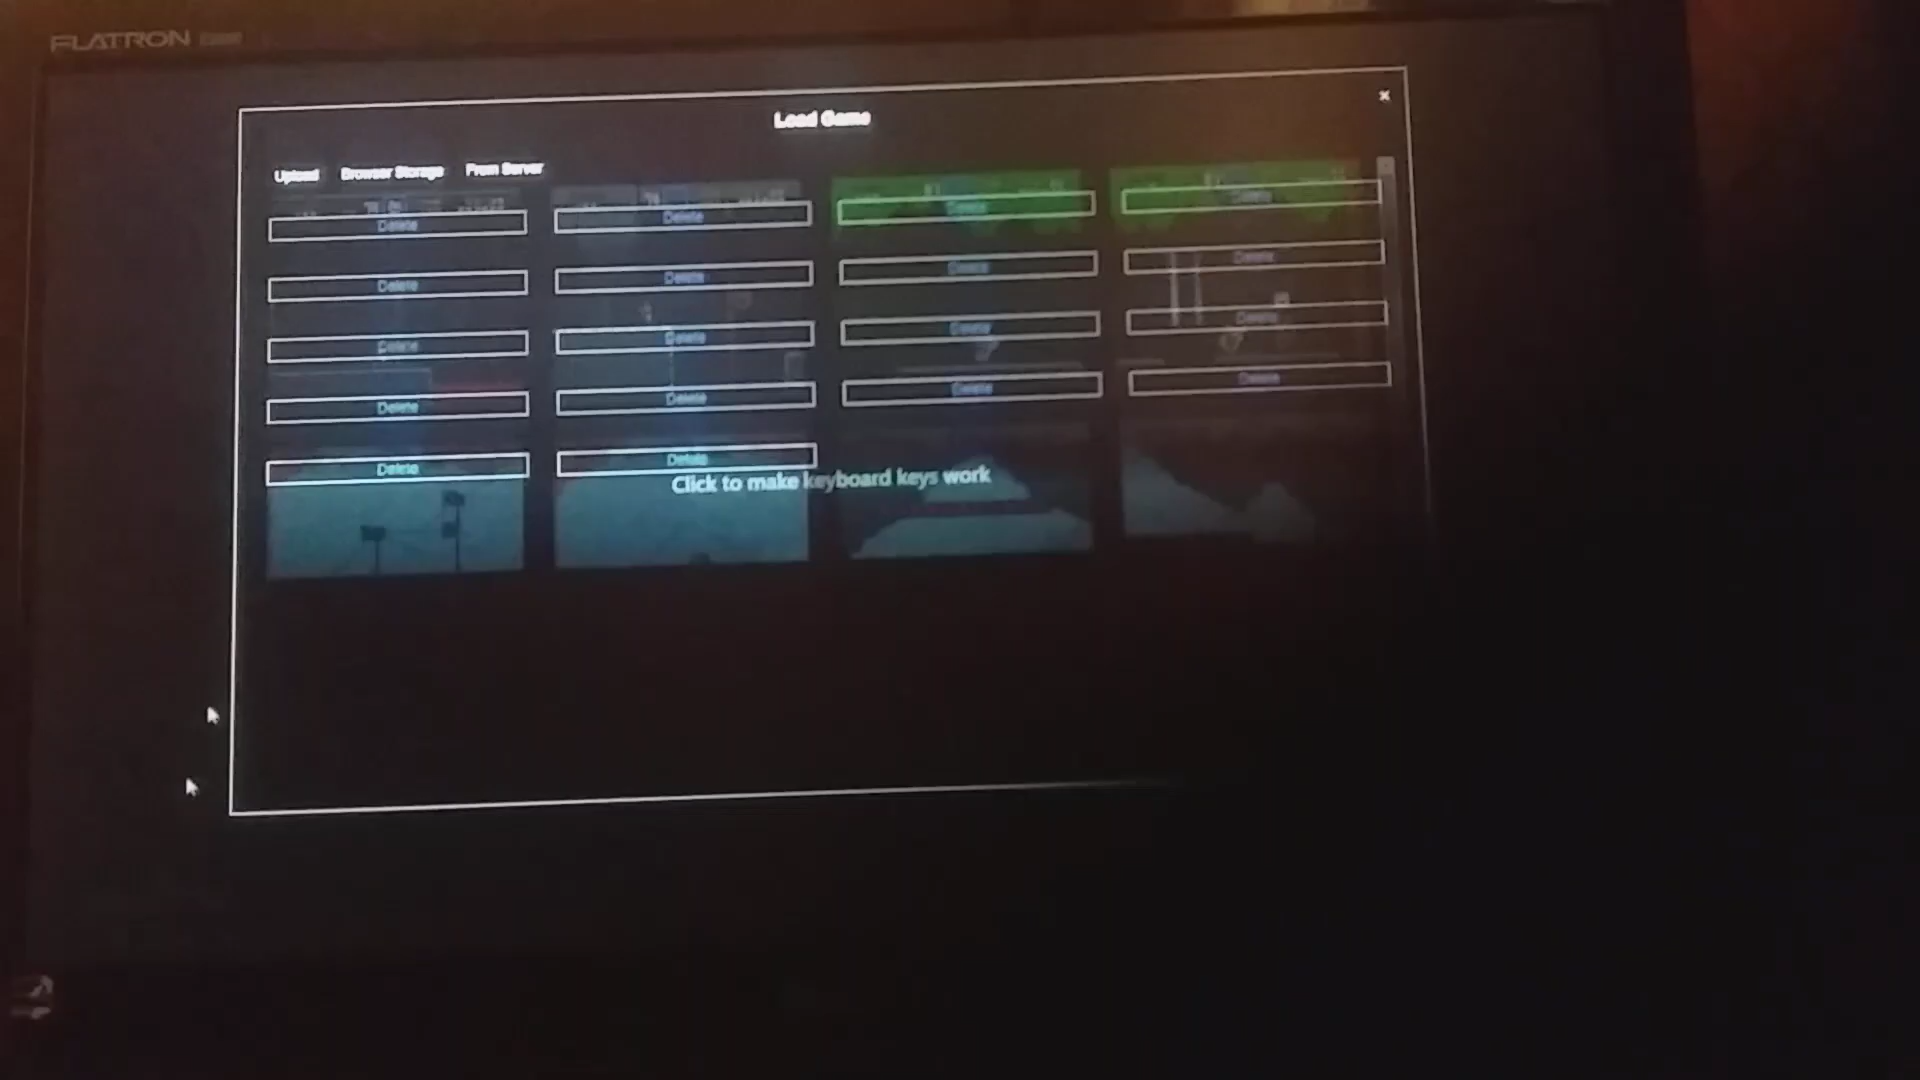 FLATRON
Load Game
×
Upload Browser Storage From Server
Delete Delete Delete Delete
Delete Delete Delete Delete
Delete Delete Delete Delete
Delete Delete Delete Delete
Delete Delete
Click to make keyboard keys work